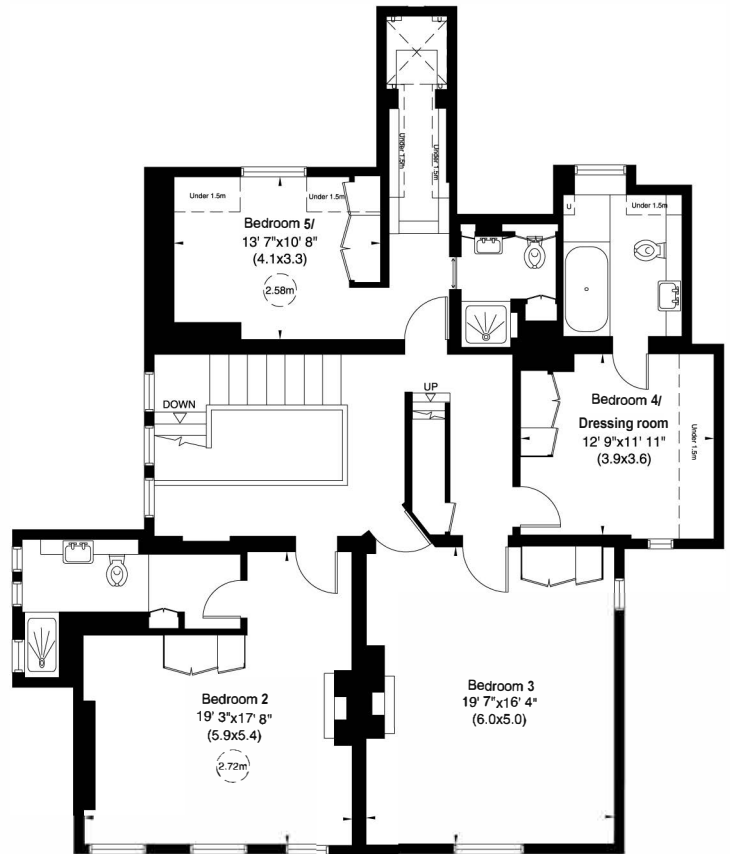 Under 1.5m
Under 1.5m
Bedroom 5/
13' 7"x10' 8"
(4.1x3.3)
2.58m
Under 1.5m
Under 1.5m
U
Under 1.5m
DOWN
UP
Bedroom 4/
Dressing room
12' 9"x11' 11"
(3.9x3.6)
Under 1.5m
Bedroom 2
19' 3"x17' 8"
(5.9x5.4)
2.72m
Bedroom 3
19' 7"x16' 4"
(6.0x5.0)